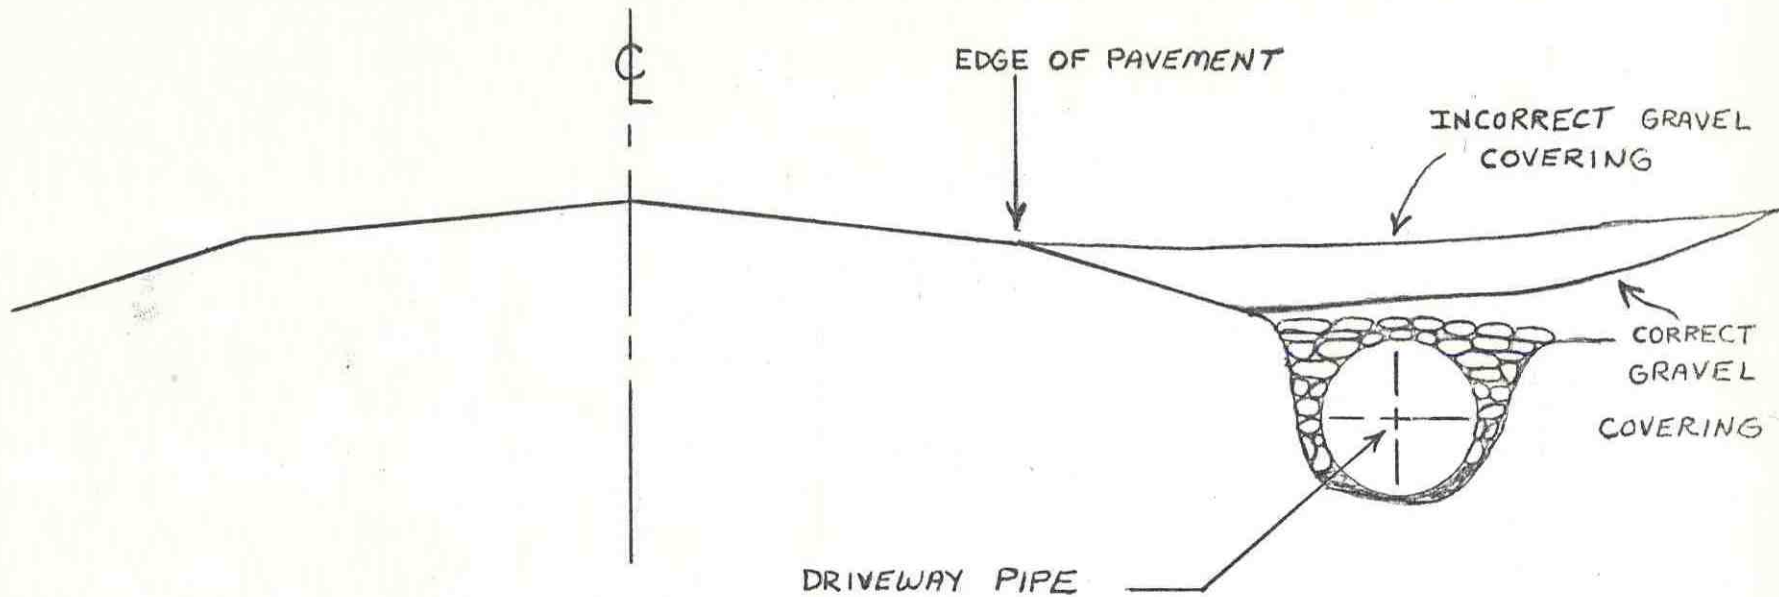 ℄
EDGE OF PAVEMENT
INCORRECT GRAVEL
COVERING
CORRECT
GRAVEL
COVERING
DRIVEWAY PIPE